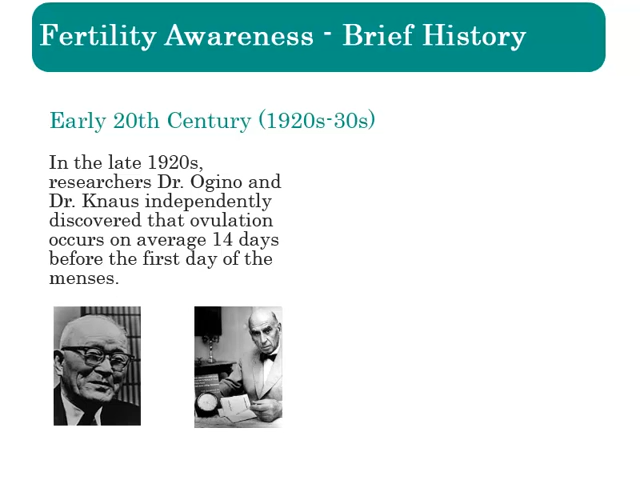 Fertility Awareness - Brief History
Early 20th Century (1920s-30s)
In the late 1920s,
researchers Dr. Ogino and
Dr. Knaus independently
discovered that ovulation
occurs on average 14 days
before the first day of the
menses.